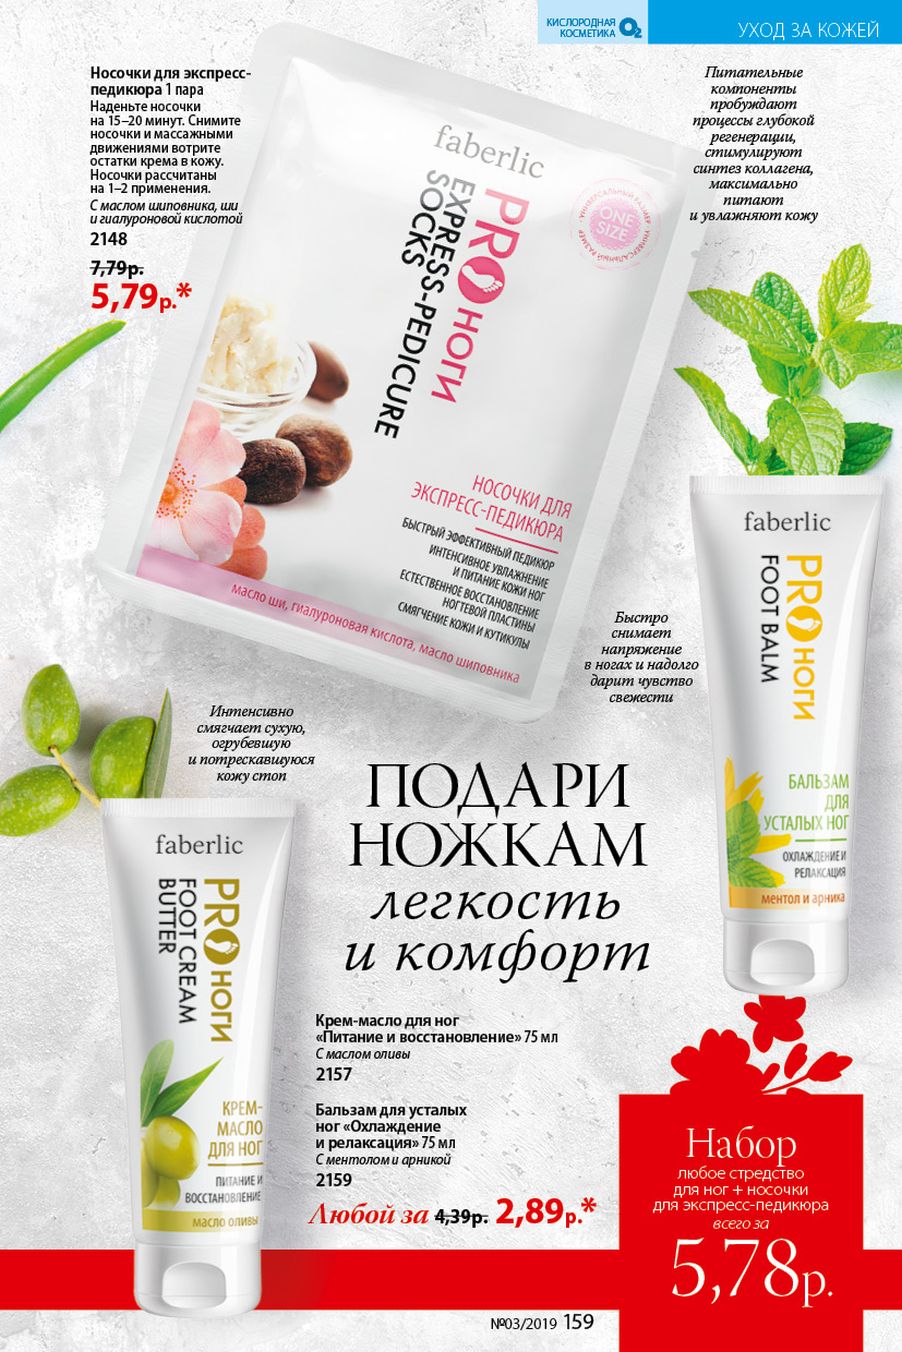 КИСЛОРОДНАЯ
КОСМЕТИКА O2
УХОД ЗА КОЖЕЙ
Носочки для экспресс-
педикюра 1 пара
Наденьте носочки
на 15–20 минут. Снимите
носочки и массажными
движениями вотрите
остатки крема в кожу.
Носочки рассчитаны
на 1–2 применения.
С маслом шиповника, ши
и гиалуроновой кислотой
2148
7,79р.
5,79р.*
faberlic
PRO НОГИ
EXPRESS-PEDICURE
SOCKS
УНИВЕРСАЛЬНЫЙ РАЗМЕР · УНИВЕРСАЛЬНЫЙ РАЗМЕР ·
ONE
SIZE
НОСОЧКИ ДЛЯ
ЭКСПРЕСС-ПЕДИКЮРА
БЫСТРЫЙ ЭФФЕКТИВНЫЙ ПЕДИКЮР
ИНТЕНСИВНОЕ УВЛАЖНЕНИЕ
И ПИТАНИЕ КОЖИ НОГ
ЕСТЕСТВЕННОЕ ВОССТАНОВЛЕНИЕ
НОГТЕВОЙ ПЛАСТИНЫ
СМЯГЧЕНИЕ КОЖИ И КУТИКУЛЫ
масло ши, гиалуроновая кислота, масло шиповника
Питательные
компоненты
пробуждают
процессы глубокой
регенерации,
стимулируют
синтез коллагена,
максимально
питают
и увлажняют кожу
Быстро
снимает
напряжение
в ногах и надолго
дарит чувство
свежести
faberlic
PRO НОГИ
FOOT BALM
БАЛЬЗАМ
ДЛЯ
УСТАЛЫХ НОГ
ОХЛАЖДЕНИЕ И
РЕЛАКСАЦИЯ
ментол и арника
Интенсивно
смягчает сухую,
огрубевшую
и потрескавшуюся
кожу стоп
faberlic
PRO НОГИ
FOOT CREAM
BUTTER
КРЕМ-
МАСЛО
ДЛЯ НОГ
ПИТАНИЕ И
ВОССТАНОВЛЕНИЕ
масло оливы
ПОДАРИ
НОЖКАМ
легкость
и комфорт
Крем-масло для ног
«Питание и восстановление» 75 мл
С маслом оливы
2157
Бальзам для усталых
ног «Охлаждение
и релаксация» 75 мл
С ментолом и арникой
2159
Любой за 4,39р. 2,89р.*
Набор
любое стредство
для ног + носочки
для экспресс-педикюра
всего за
5,78р.
№03/2019 159